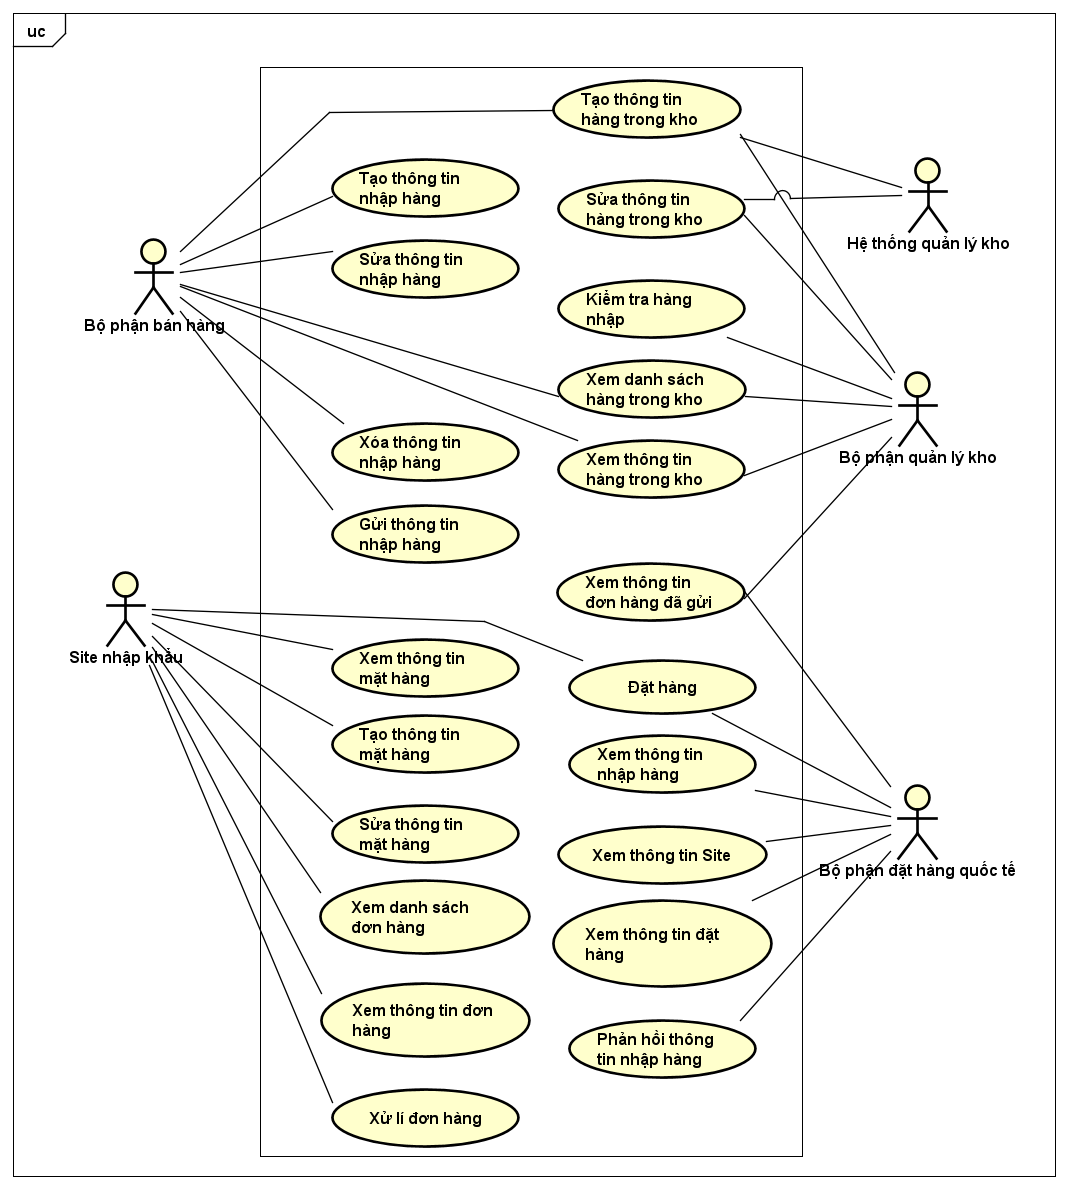 uc
Tạo thông tin
hàng trong kho
Tạo thông tin
nhập hàng
Sửa thông tin
hàng trong kho
Hệ thống quản lý kho
Sửa thông tin
nhập hàng
Bộ phận bán hàng
Kiểm tra hàng
nhập
Xem danh sách
hàng trong kho
Bộ phận quản lý kho
Xóa thông tin
nhập hàng
Xem thông tin
hàng trong kho
Gửi thông tin
nhập hàng
Xem thông tin
đơn hàng đã gửi
Site nhập khẩu
Xem thông tin
mặt hàng
Đặt hàng
Tạo thông tin
mặt hàng
Xem thông tin
nhập hàng
Sửa thông tin
mặt hàng
Xem thông tin Site
Bộ phận đặt hàng quốc tế
Xem danh sách
đơn hàng
Xem thông tin đặt
hàng
Xem thông tin đơn
hàng
Phản hồi thông
tin nhập hàng
Xử lí đơn hàng